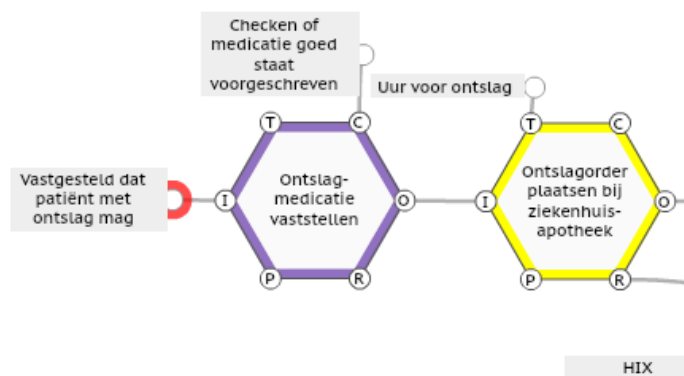 Checken of
medicatie goed
staat
voorgeschreven
Uur voor ontslag
T
C
T
C
Vastgesteld dat
patiënt met
ontslag mag
I
Ontslag-
medicatie
vaststellen
O
I
Ontslagorder
plaatsen bij
ziekenhuis-
apotheek
O
P
R
P
R
HIX